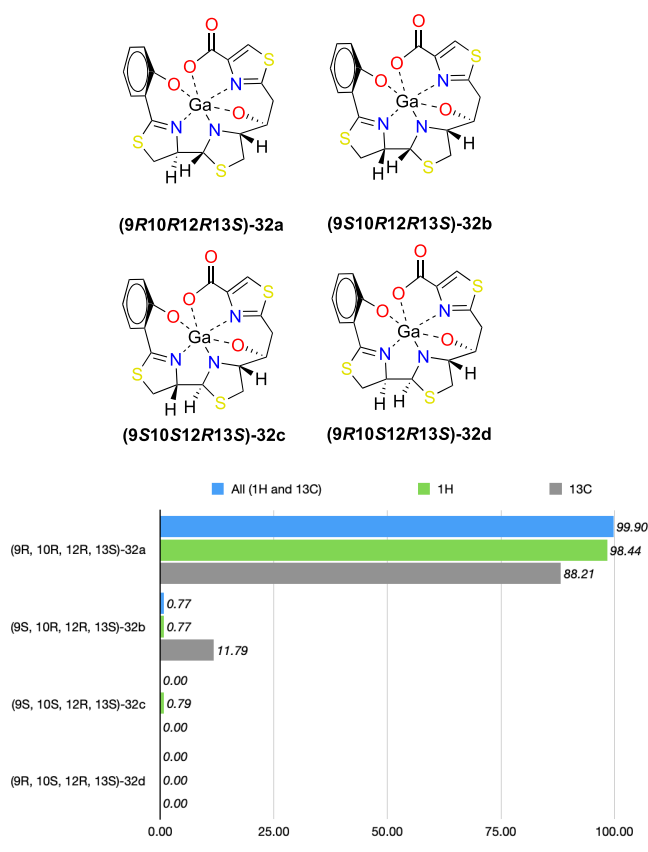 O O
S S
O O
O N O N
Ga O Ga O
N N N N
S H S H
H H S H H S
(9R10R12R13S)-32a (9S10R12R13S)-32b
O O
S S
O O
O N O N
Ga O Ga O
N N N N
S H S H
H H S H H S
(9S10S12R13S)-32c (9R10S12R13S)-32d
All (1H and 13C) 1H 13C
(9R, 10R, 12R, 13S)-32a
99.90
98.44
88.21
(9S, 10R, 12R, 13S)-32b
0.77
0.77
11.79
(9S, 10S, 12R, 13S)-32c
0.00
0.79
0.00
(9R, 10S, 12R, 13S)-32d
0.00
0.00
0.00
0.00 25.00 50.00 75.00 100.00